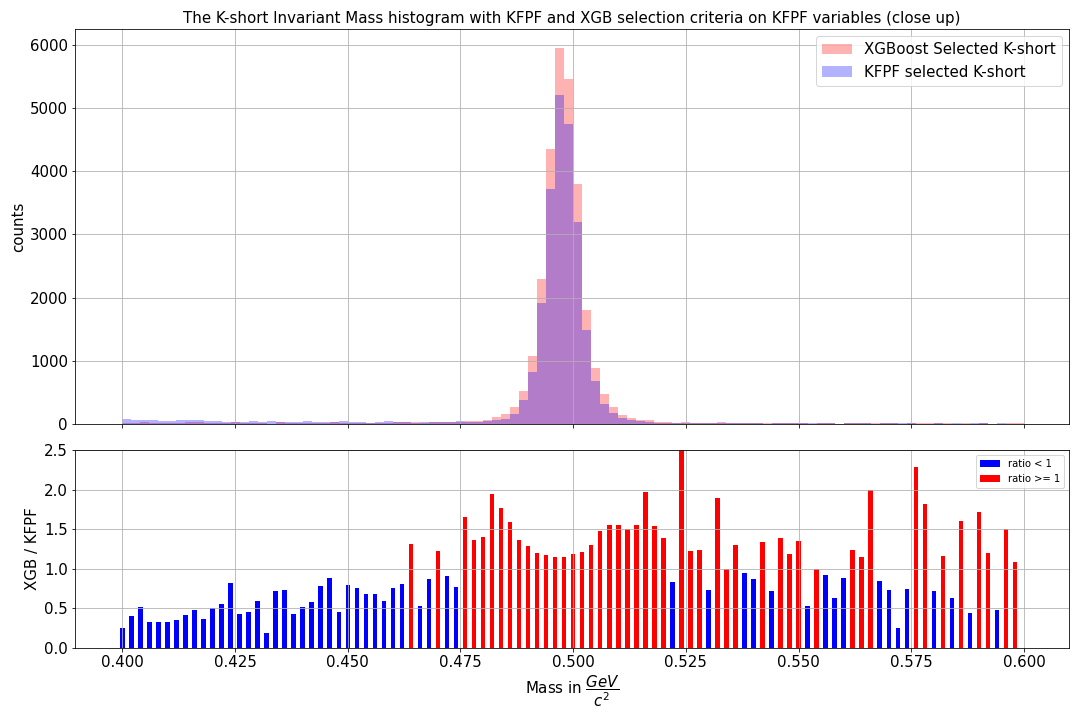 The K-short Invariant Mass histogram with KFPF and XGB selection criteria on KFPF variables (close up)
6000
5000
4000
3000
2000
1000
0
counts
XGBoost Selected K-short
KFPF selected K-short
2.5
2.0
1.5
1.0
0.5
0.0
XGB / KFPF
ratio < 1
ratio >= 1
0.400 0.425 0.450 0.475 0.500 0.525 0.550 0.575 0.600
Mass in GeV/c²